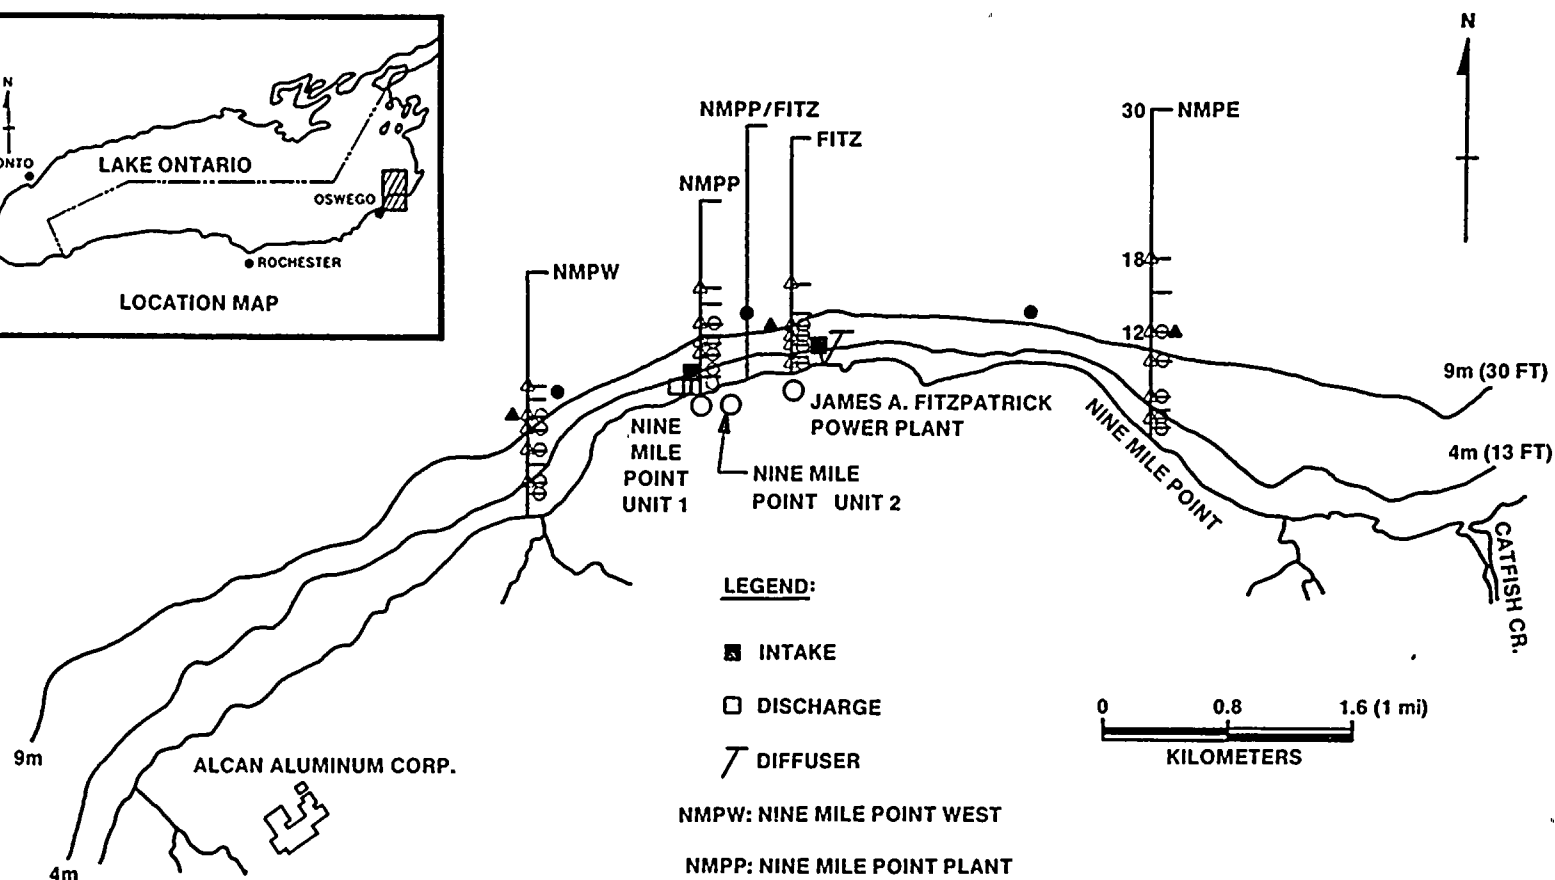 N
ONTO
LAKE ONTARIO
OSWEGO
ROCHESTER
LOCATION MAP
N
NMPP/FITZ
FITZ
NMPP
NMPW
30 NMPE
18
12
9m (30 FT)
4m (13 FT)
JAMES A. FITZPATRICK
POWER PLANT
NINE
MILE
POINT
UNIT 1
NINE MILE
POINT UNIT 2
NINE MILE POINT
CATFISH CR.
9m
4m
ALCAN ALUMINUM CORP.
LEGEND:
INTAKE
DISCHARGE
DIFFUSER
NMPW: NINE MILE POINT WEST
NMPP: NINE MILE POINT PLANT
0 0.8 1.6 (1 mi)
KILOMETERS